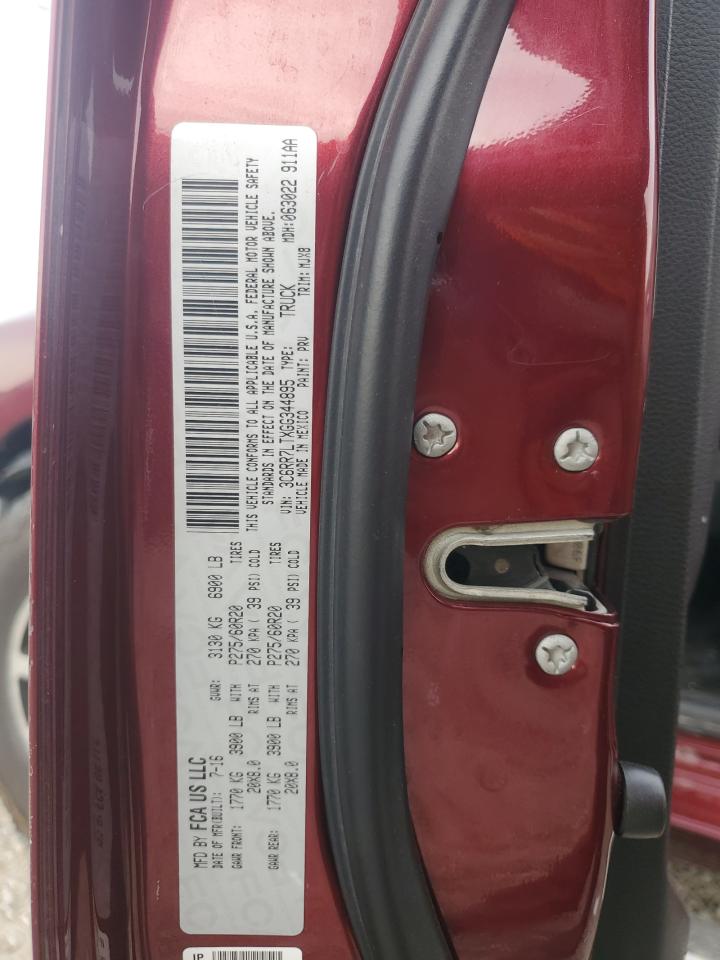 MFD BY FCA US LLC
DATE OF MFR(BUILT): 7-16 GVWR: 3130 KG 6900 LB
GAWR FRONT: 1770 KG 3900 LB WITH P275/60R20 TIRES
20X8.0 RIMS AT 270 KPA ( 39 PSI) COLD
GAWR REAR: 1770 KG 3900 LB WITH P275/60R20 TIRES
20X8.0 RIMS AT 270 KPA ( 39 PSI) COLD
THIS VEHICLE CONFORMS TO ALL APPLICABLE U.S.A. FEDERAL MOTOR VEHICLE SAFETY
STANDARDS IN EFFECT ON THE DATE OF MANUFACTURE SHOWN ABOVE.
VIN: 3C6RR7LTXGG344895 TYPE: TRUCK MDH: 063022 911AA
VEHICLE MADE IN MEXICO PAINT: PRV TRIM: MJX8
IP